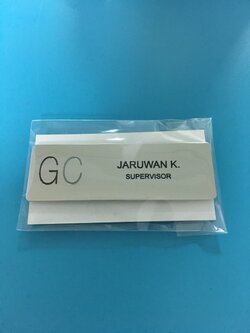 GC
JARUWAN K.
SUPERVISOR